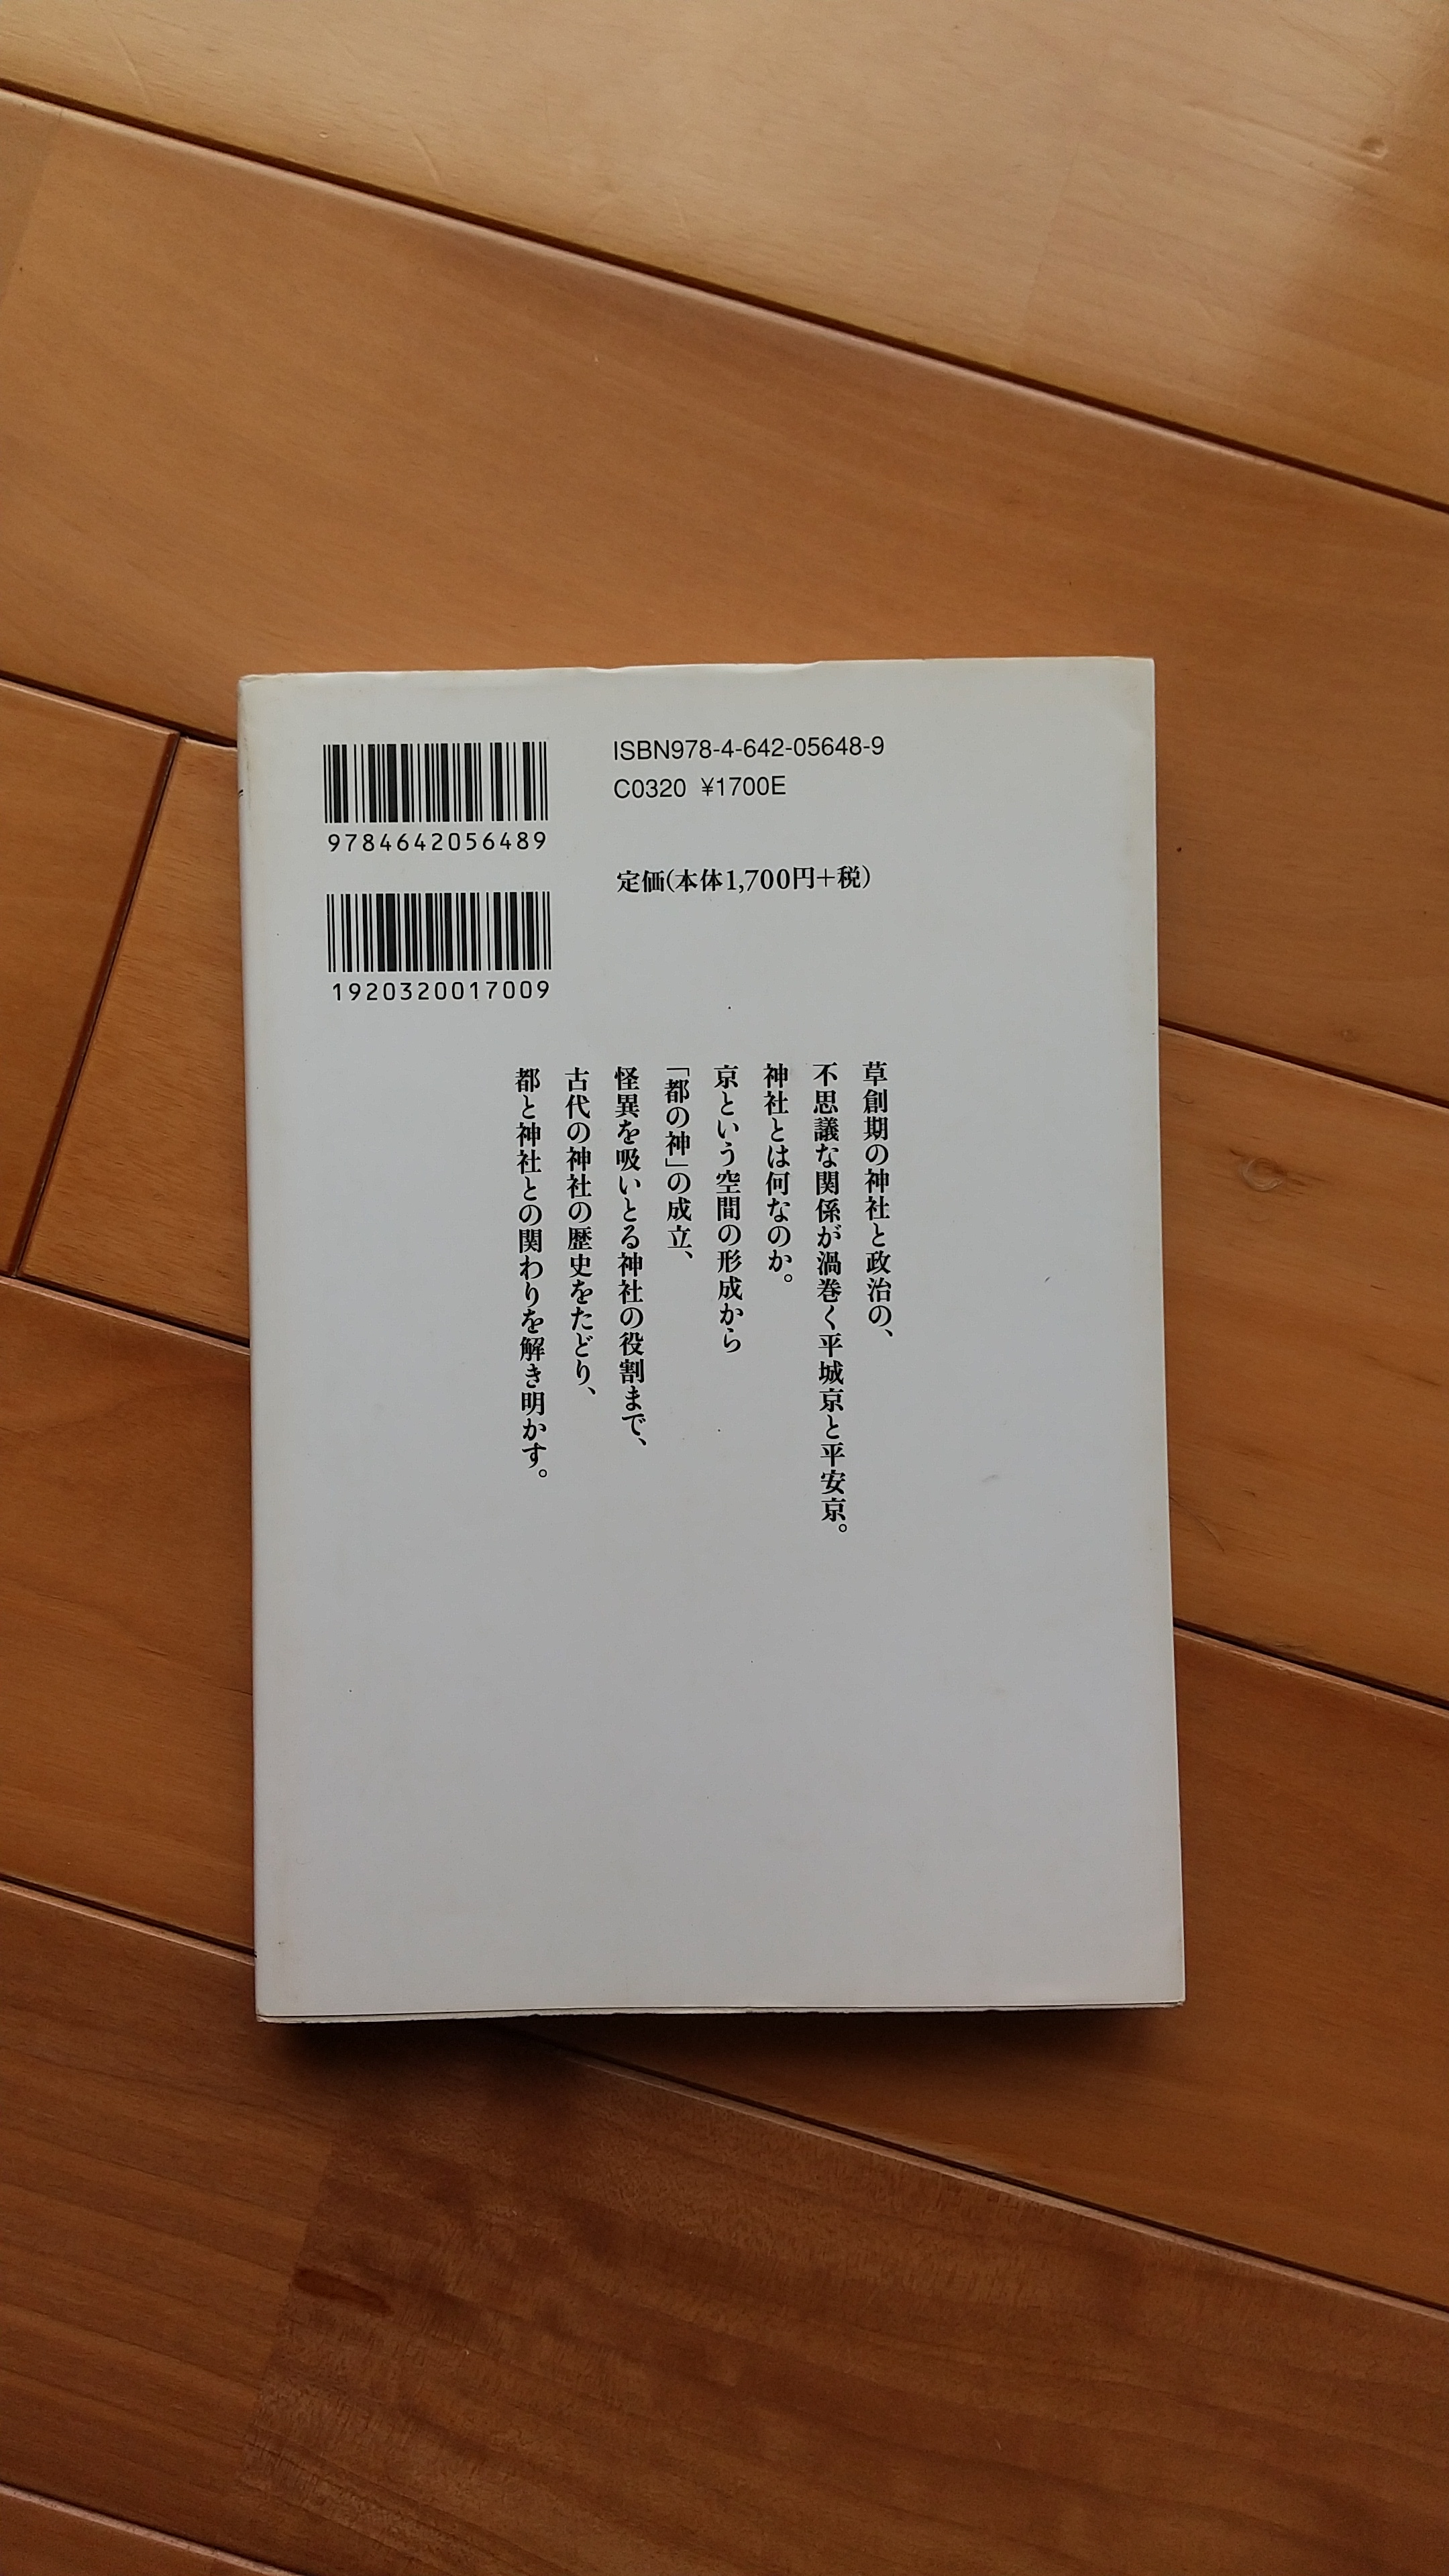 ISBN978-4-642-05648-9
C0320 ¥1700E
9784642056489
定価(本体1,700円+税)
1920320017009
草創期の神社と政治の、
不思議な関係が渦巻く平城京と平安京。
神社とは何なのか。
京という空間の形成から
「都の神」の成立、
怪異を吸いとる神社の役割まで、
古代の神社の歴史をたどり、
都と神社との関わりを解き明かす。